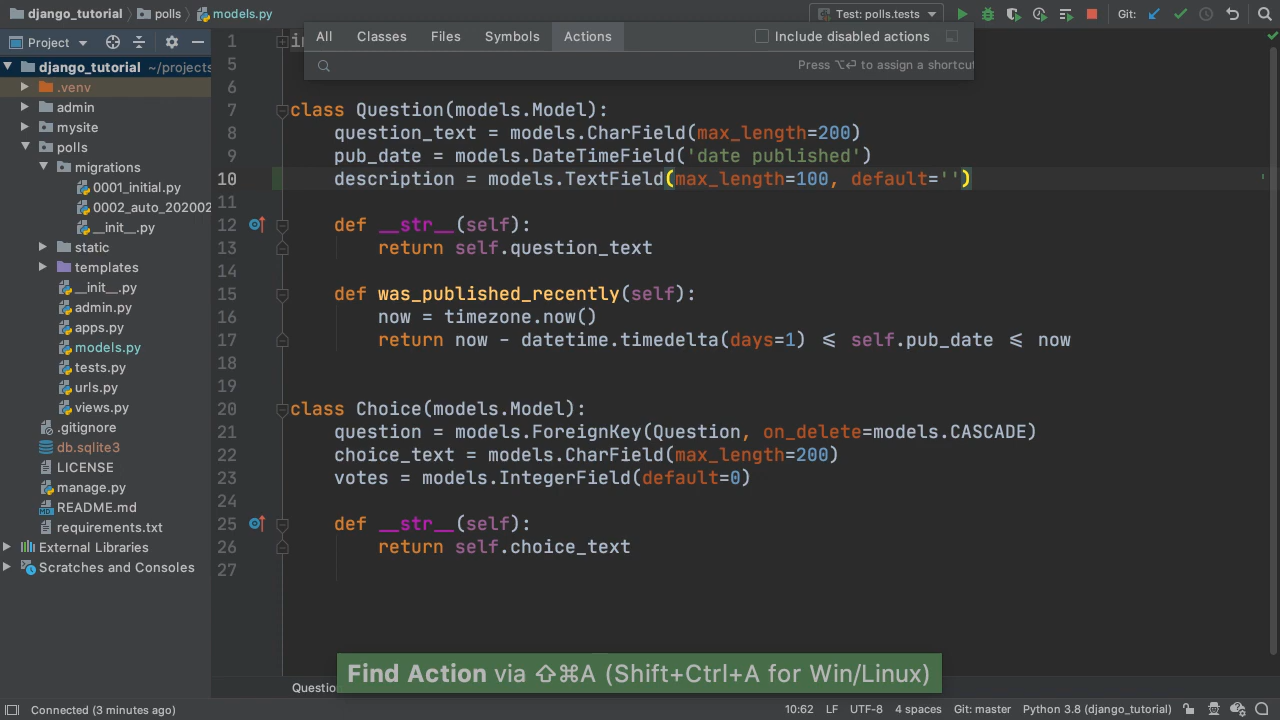 django_tutorial
polls
models.py
Test: polls.tests
Git:
Project
django_tutorial ~/projects
.venv
admin
mysite
polls
migrations
0001_initial.py
0002_auto_202002
__init__.py
static
templates
__init__.py
admin.py
apps.py
models.py
tests.py
urls.py
views.py
.gitignore
db.sqlite3
LICENSE
manage.py
README.md
requirements.txt
External Libraries
Scratches and Consoles
All Classes Files Symbols Actions Include disabled actions
Press ⌥⏎ to assign a shortcut
1
5
6
7 class Question(models.Model):
8 question_text = models.CharField(max_length=200)
9 pub_date = models.DateTimeField('date published')
10 description = models.TextField(max_length=100, default='')
11
12 def __str__(self):
13 return self.question_text
14
15 def was_published_recently(self):
16 now = timezone.now()
17 return now - datetime.timedelta(days=1) <= self.pub_date <= now
18
19
20 class Choice(models.Model):
21 question = models.ForeignKey(Question, on_delete=models.CASCADE)
22 choice_text = models.CharField(max_length=200)
23 votes = models.IntegerField(default=0)
24
25 def __str__(self):
26 return self.choice_text
27
Find Action via ⇧⌘A (Shift+Ctrl+A for Win/Linux)
Questio
Connected (3 minutes ago)
10:62 LF UTF-8 4 spaces Git: master Python 3.8 (django_tutorial)